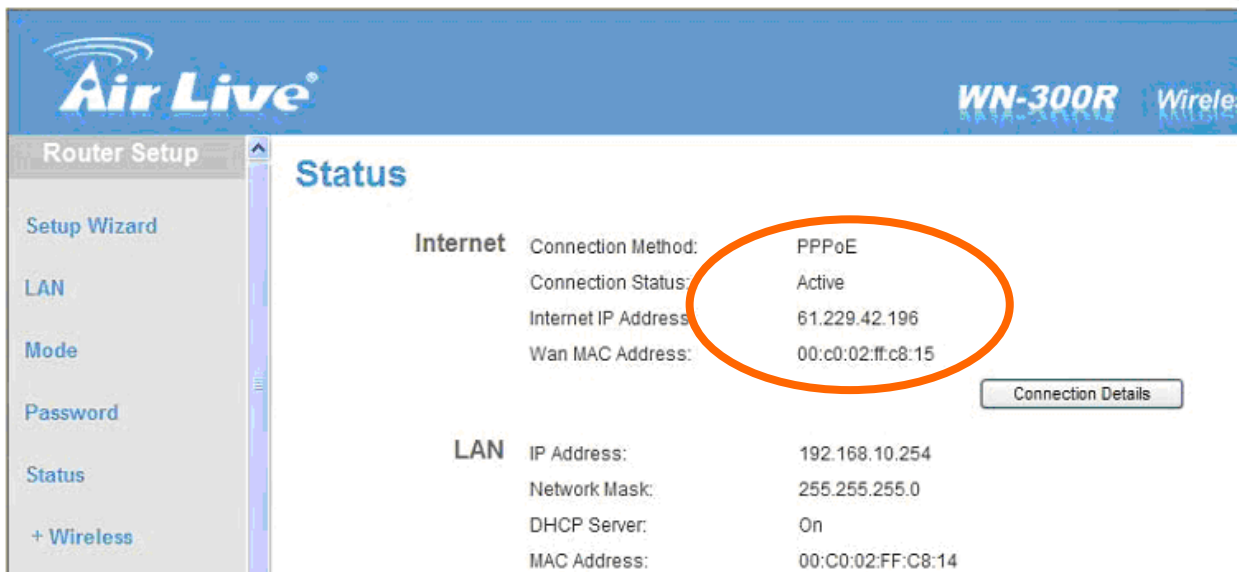 Air Live®
WN-300R
Router Setup
Setup Wizard
LAN
Mode
Password
Status
+ Wireless
Status
Internet
Connection Method: PPPoE
Connection Status: Active
Internet IP Address 61.229.42.196
Wan MAC Address: 00:c0:02:ff:c8:15
Connection Details
LAN
IP Address: 192.168.10.254
Network Mask: 255.255.255.0
DHCP Server: On
MAC Address: 00:C0:02:FF:C8:14